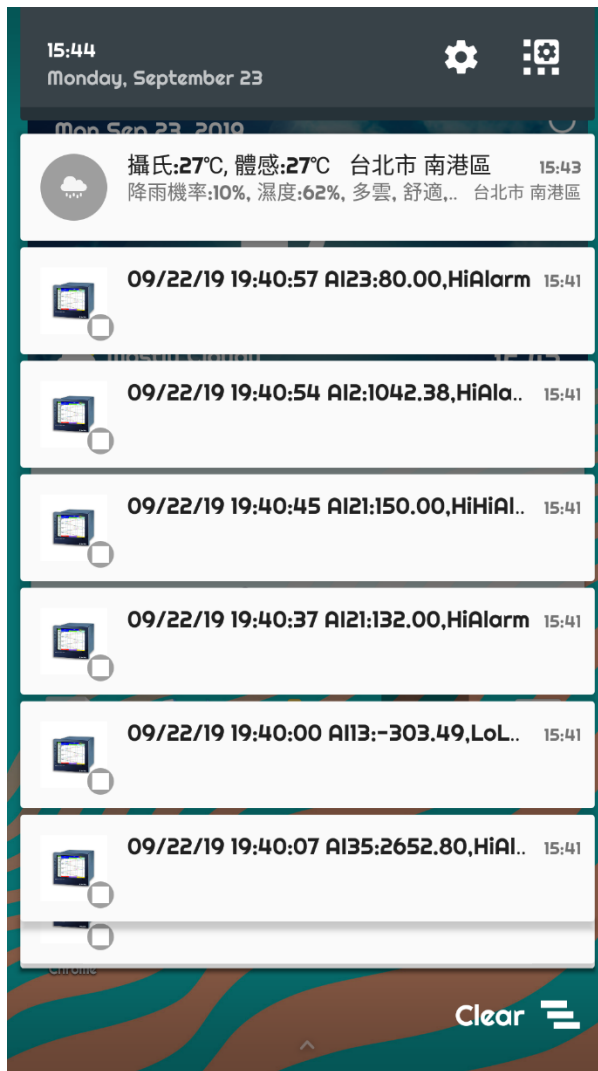 15:44
Monday, September 23
Mon Sep 23, 2019
攝氏:27℃, 體感:27℃ 台北市 南港區 15:43
降雨機率:10%, 濕度:62%, 多雲, 舒適,.. 台北市 南港區
09/22/19 19:40:57 AI23:80.00,HiAlarm 15:41
Mostly Cloudy 15:43
09/22/19 19:40:54 AI2:1042.38,HiAla.. 15:41
09/22/19 19:40:45 AI21:150.00,HiHiAl.. 15:41
09/22/19 19:40:37 AI21:132.00,HiAlarm 15:41
09/22/19 19:40:00 AI13:-303.49,LoL.. 15:41
09/22/19 19:40:07 AI35:2652.80,HiAl.. 15:41
Chrome
Clear